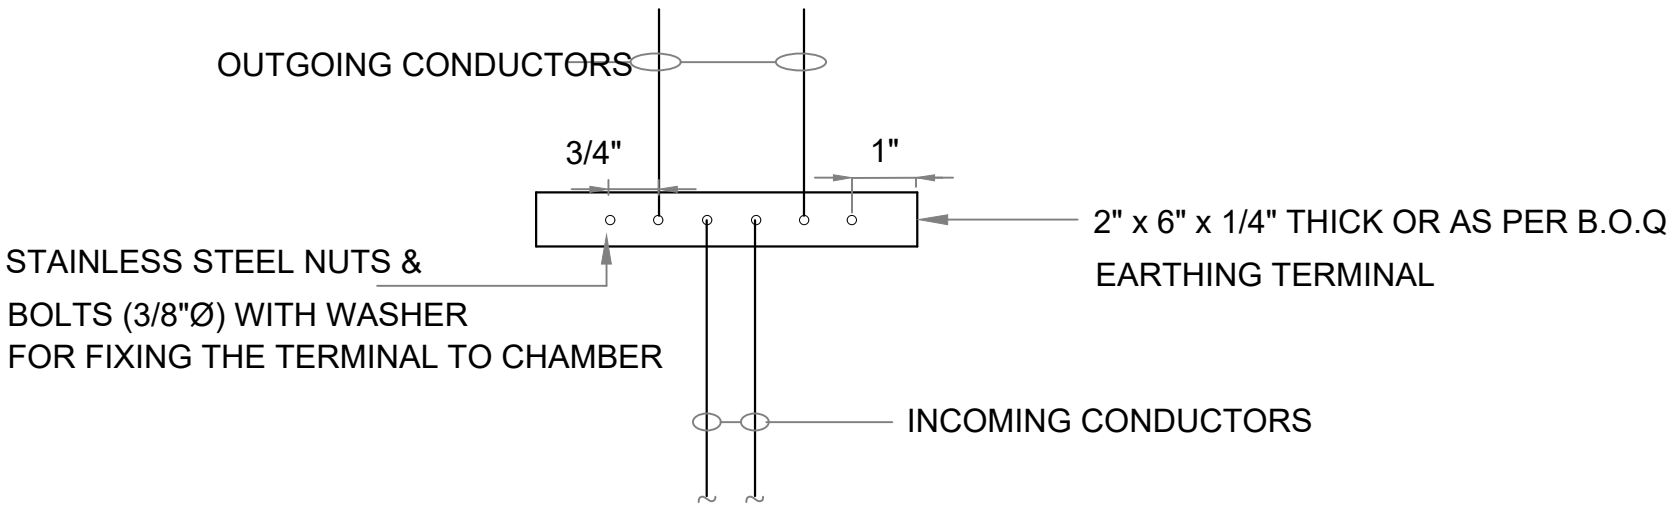 OUTGOING CONDUCTORS
3/4"
1"
2" x 6" x 1/4" THICK OR AS PER B.O.Q
EARTHING TERMINAL
STAINLESS STEEL NUTS &
BOLTS (3/8"Ø) WITH WASHER
FOR FIXING THE TERMINAL TO CHAMBER
INCOMING CONDUCTORS